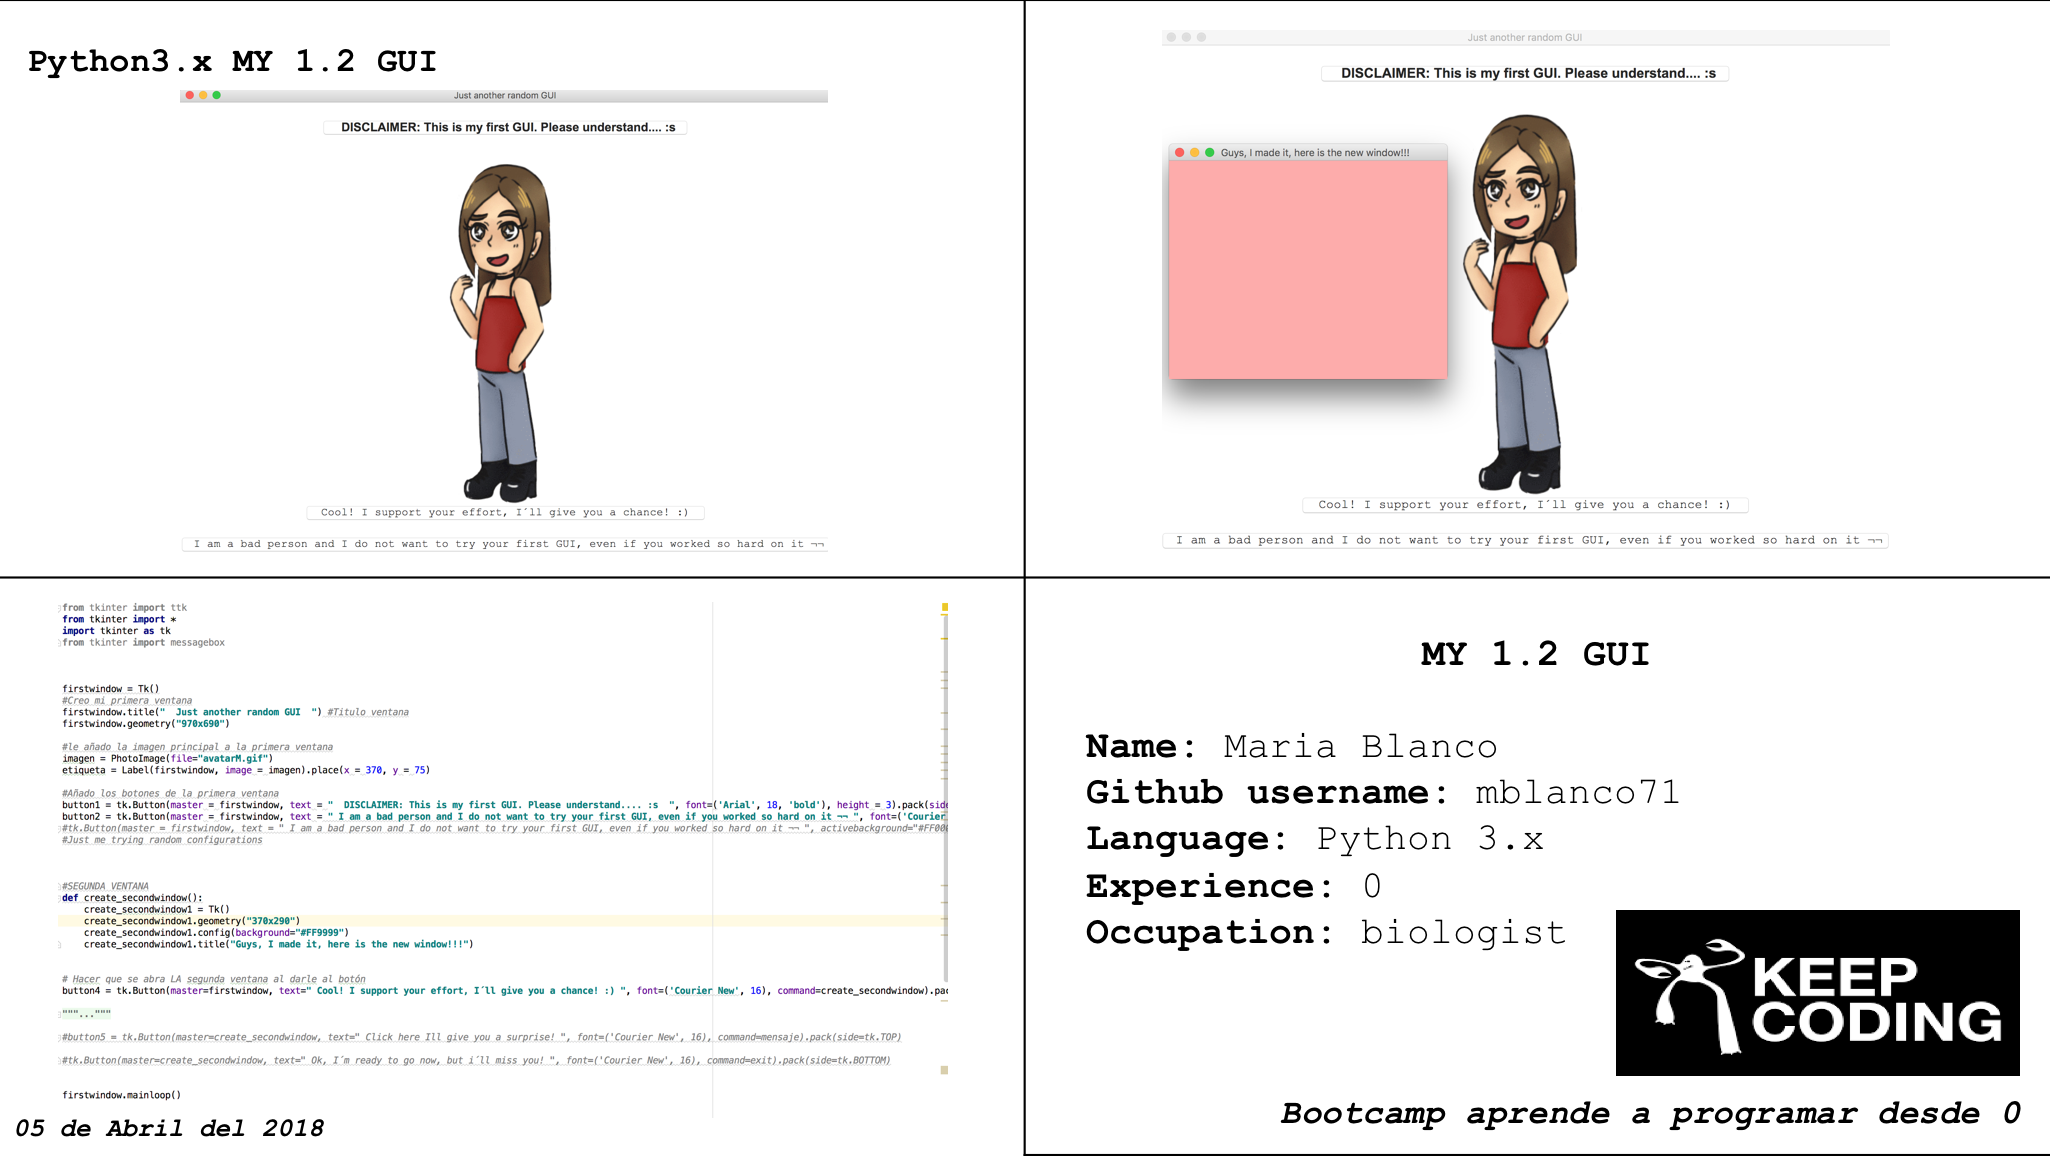 Python3.x MY 1.2 GUI
Just another random GUI
DISCLAIMER: This is my first GUI. Please understand.... :s
Cool! I support your effort, I´ll give you a chance! :)
I am a bad person and I do not want to try your first GUI, even if you worked so hard on it ¬¬
Just another random GUI
DISCLAIMER: This is my first GUI. Please understand.... :s
Guys, I made it, here is the new window!!!
Cool! I support your effort, I´ll give you a chance! :)
I am a bad person and I do not want to try your first GUI, even if you worked so hard on it ¬¬
from tkinter import ttk
from tkinter import *
import tkinter as tk
from tkinter import messagebox
firstwindow = Tk()
#Creo mi primera ventana
firstwindow.title("  Just another random GUI  ") #Titulo ventana
firstwindow.geometry("970x690")
#le añado la imagen principal a la primera ventana
imagen = PhotoImage(file="avatarM.gif")
etiqueta = Label(firstwindow, image = imagen).place(x = 370, y = 75)
#Añado los botones de la primera ventana
button1 = tk.Button(master = firstwindow, text = "  DISCLAIMER: This is my first GUI. Please understand.... :s  ", font=('Arial', 18, 'bold'), height = 3).pack(side
button2 = tk.Button(master = firstwindow, text = " I am a bad person and I do not want to try your first GUI, even if you worked so hard on it ¬¬ ", font=('Courier
#tk.Button(master = firstwindow, text = " I am a bad person and I do not want to try your first GUI, even if you worked so hard on it ¬¬ ", activebackground="#FF000
#Just me trying random configurations
#SEGUNDA VENTANA
def create_secondwindow():
    create_secondwindow1 = Tk()
    create_secondwindow1.geometry("370x290")
    create_secondwindow1.config(background="#FF9999")
    create_secondwindow1.title("Guys, I made it, here is the new window!!!")
# Hacer que se abra LA segunda ventana al darle al botón
button4 = tk.Button(master=firstwindow, text=" Cool! I support your effort, I´ll give you a chance! :) ", font=('Courier New', 16), command=create_secondwindow).pac
"""..."""
#button5 = tk.Button(master=create_secondwindow, text=" Click here Ill give you a surprise! ", font=('Courier New', 16), command=mensaje).pack(side=tk.TOP)
#tk.Button(master=create_secondwindow, text=" Ok, I´m ready to go now, but i´ll miss you! ", font=('Courier New', 16), command=exit).pack(side=tk.BOTTOM)
firstwindow.mainloop()
05 de Abril del 2018
MY 1.2 GUI
Name: Maria Blanco
Github username: mblanco71
Language: Python 3.x
Experience: 0
Occupation: biologist
KEEP
CODING
Bootcamp aprende a programar desde 0